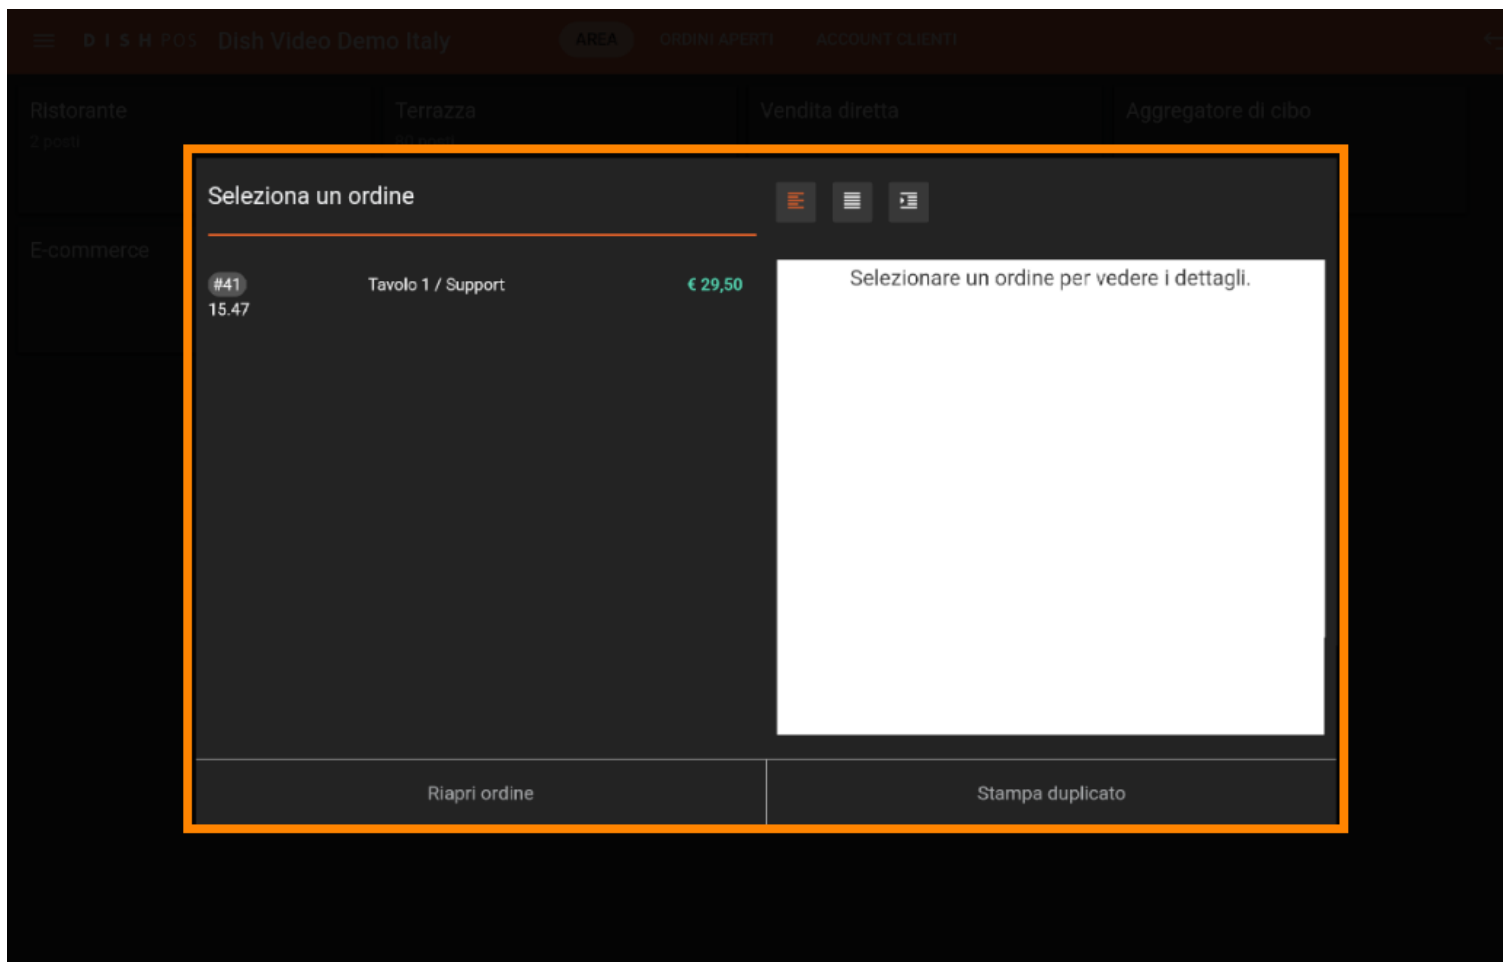 DISH POS Dish Video Demo Italy AREA ORDINI APERTI ACCOUNT CLIENTI
Ristorante Terrazza Vendita diretta Aggregatore di cibo
2 posti
E-commerce
Seleziona un ordine
#41 Tavolo 1 / Support € 29,50
15.47
Selezionare un ordine per vedere i dettagli.
Riapri ordine Stampa duplicato